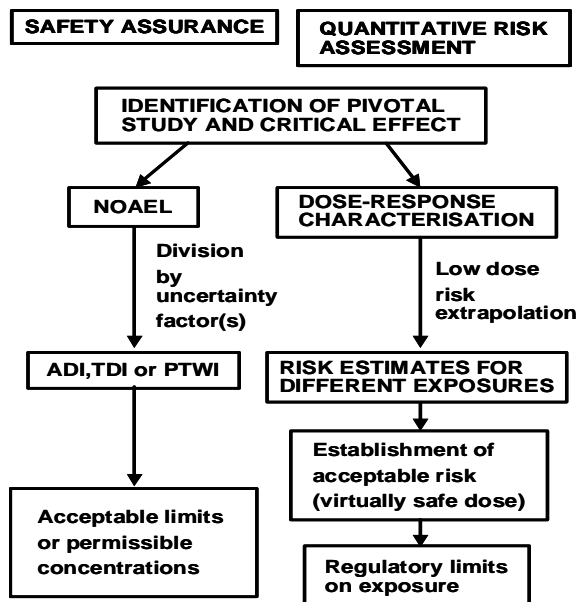 SAFETY ASSURANCE
QUANTITATIVE RISK
ASSESSMENT
IDENTIFICATION OF PIVOTAL
STUDY AND CRITICAL EFFECT
NOAEL
DOSE-RESPONSE
CHARACTERISATION
Division
by
uncertainty
factor(s)
Low dose
risk
extrapolation
ADI,TDI or PTWI
RISK ESTIMATES FOR
DIFFERENT EXPOSURES
Establishment of
acceptable risk
(virtually safe dose)
Acceptable limits
or permissible
concentrations
Regulatory limits
on exposure